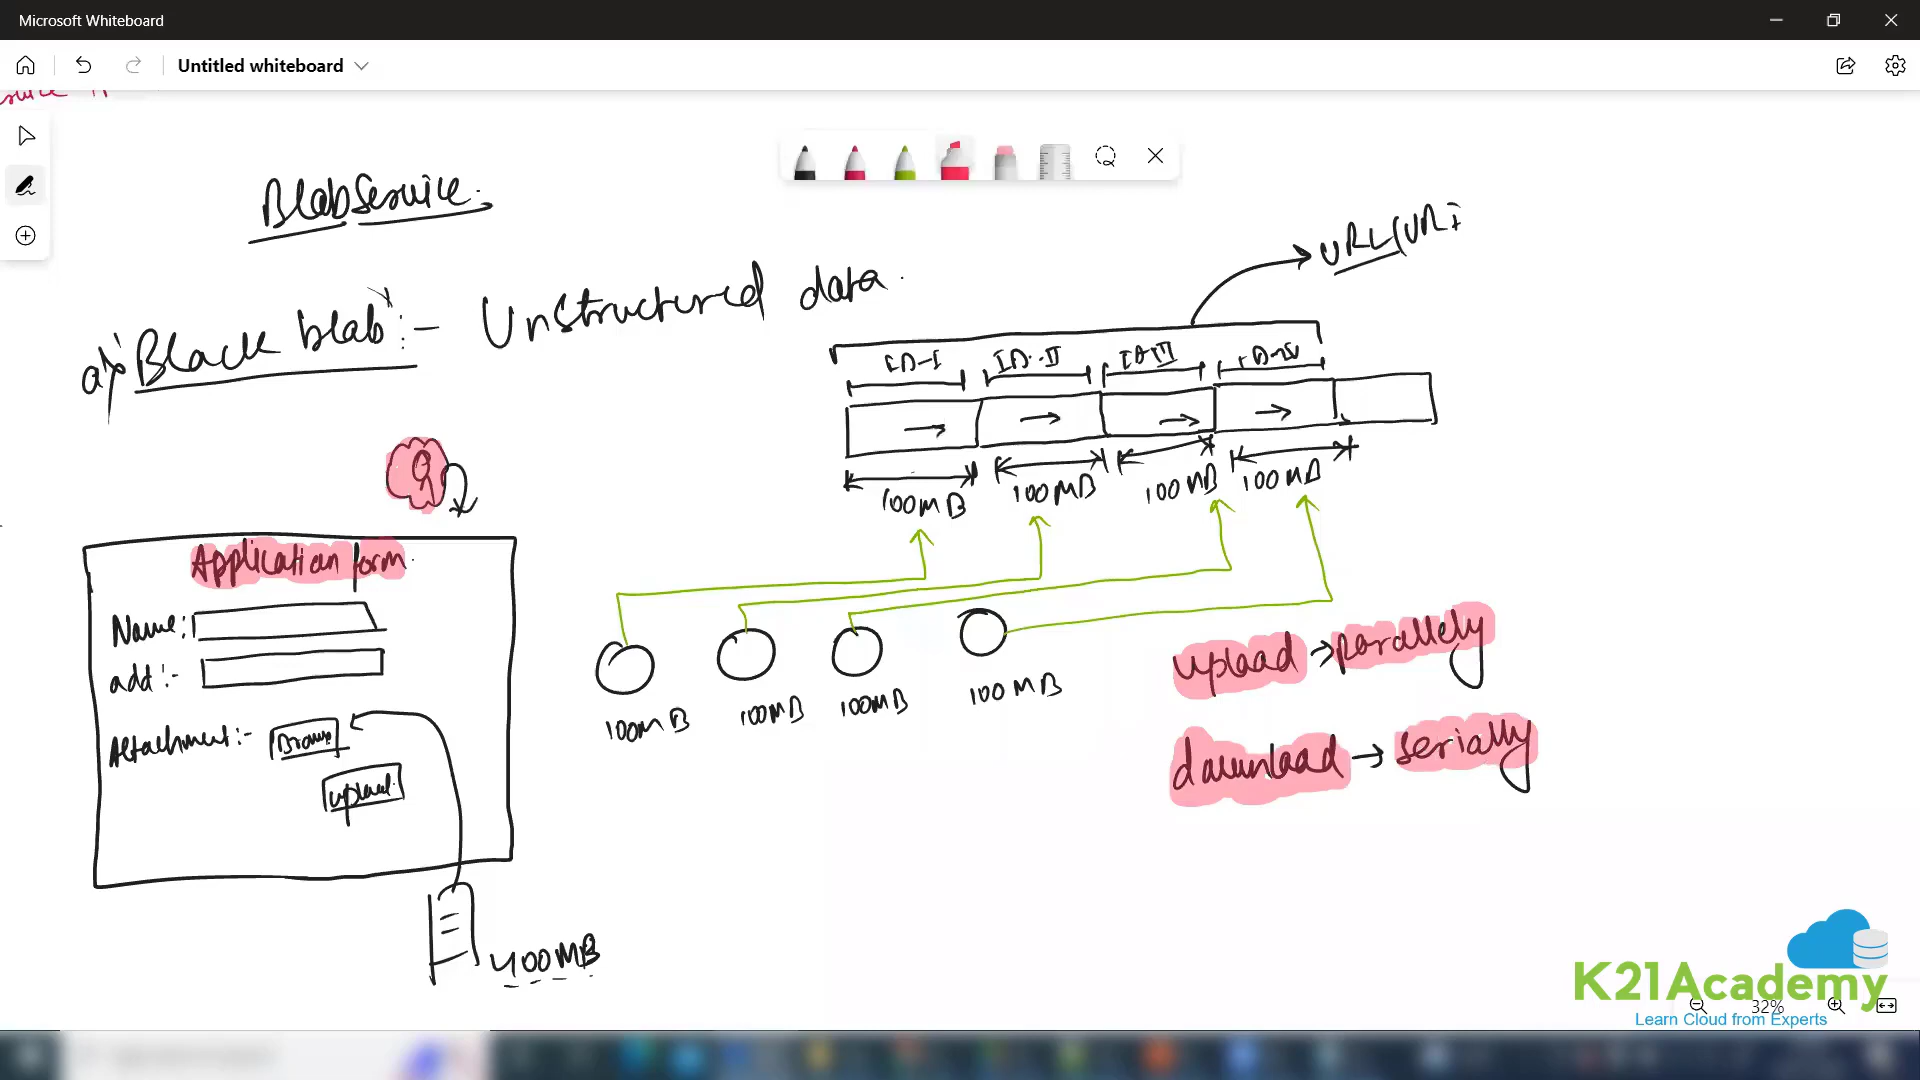 Microsoft Whiteboard
Untitled whiteboard
BlobService.
a) Block blob :- Unstructured data.
URL(URI
ID-I ID-II ID-III ID-IV
100MB 100MB 100MB 100MB
Application form
Name:
add :-
Attachment :- Browse
upload
400MB
100MB 100MB 100MB 100MB
upload → parallely
download → serially
K21Academy
32%
Learn Cloud from Experts